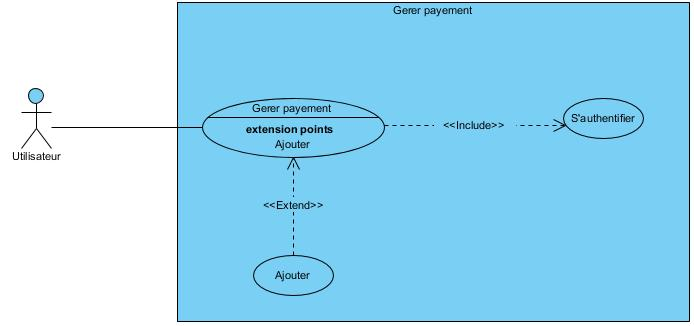 Gerer payement
Gerer payement
extension points
Ajouter
<<Include>>
S'authentifier
Utilisateur
<<Extend>>
Ajouter